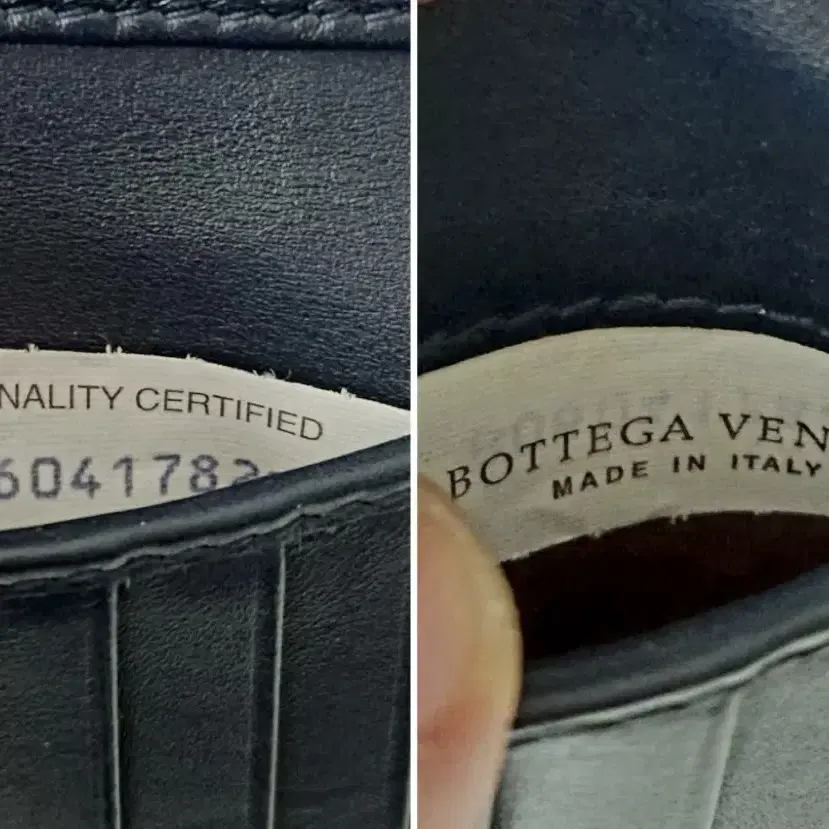 NALITY CERTIFIED
6041782
BOTTEGA VEN
MADE IN ITALY